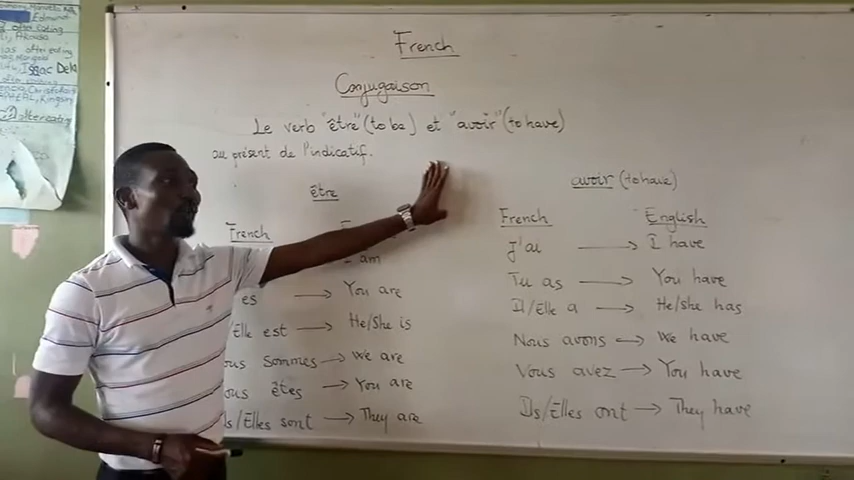 French
Conjugaison
Le verb "être" (to be) et "avoir" (to have)
au présent de l'indicatif.
être
avoir (to have)
French
French English
am
J'ai → I have
es → You are
Tu as → You have
Elle est → He/She is
Il/Elle a → He/She has
Sommes → We are
Nous avons → We have
êtes → You are
Vous avez → You have
Elles sont → They are
Ils/Elles ont → They have